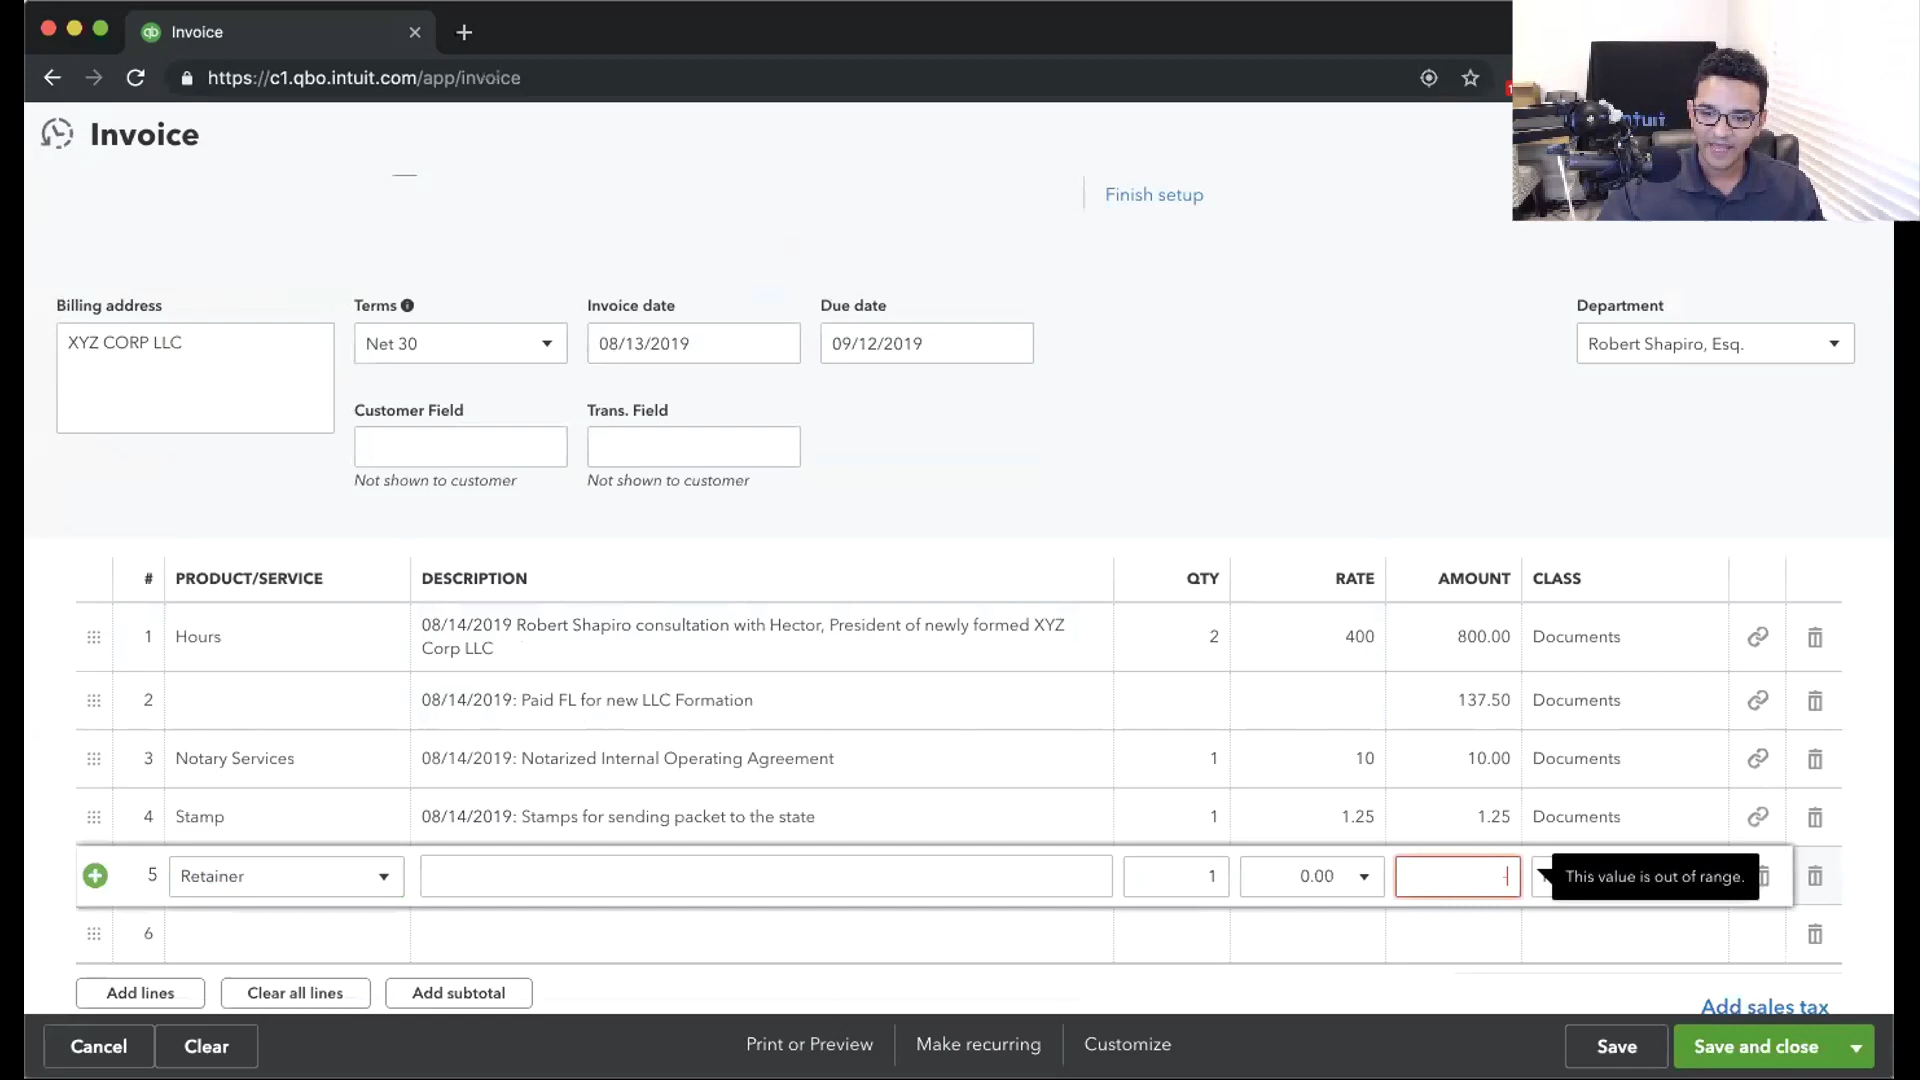 Invoice
https://c1.qbo.intuit.com/app/invoice
intuit
Invoice
Finish setup
Billing address
Terms
Invoice date
Due date
Department
XYZ CORP LLC
Net 30
08/13/2019
09/12/2019
Robert Shapiro, Esq.
Customer Field
Trans. Field
Not shown to customer
Not shown to customer
# PRODUCT/SERVICE DESCRIPTION QTY RATE AMOUNT CLASS
1 Hours 08/14/2019 Robert Shapiro consultation with Hector, President of newly formed XYZ
Corp LLC 2 400 800.00 Documents
2 08/14/2019: Paid FL for new LLC Formation 137.50 Documents
3 Notary Services 08/14/2019: Notarized Internal Operating Agreement 1 10 10.00 Documents
4 Stamp 08/14/2019: Stamps for sending packet to the state 1 1.25 1.25 Documents
5 Retainer 1 0.00 - This value is out of range.
6
Add lines
Clear all lines
Add subtotal
Add sales tax
Cancel
Clear
Print or Preview
Make recurring
Customize
Save
Save and close